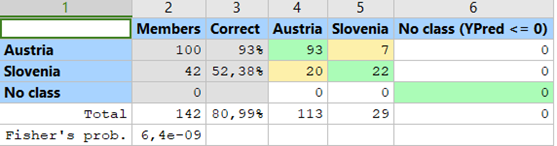 1 2 3 4 5 6
Members Correct Austria Slovenia No class (YPred <= 0)
Austria 100 93% 93 7 0
Slovenia 42 52,38% 20 22 0
No class 0 0 0 0
Total 142 80,99% 113 29 0
Fisher's prob. 6,4e-09